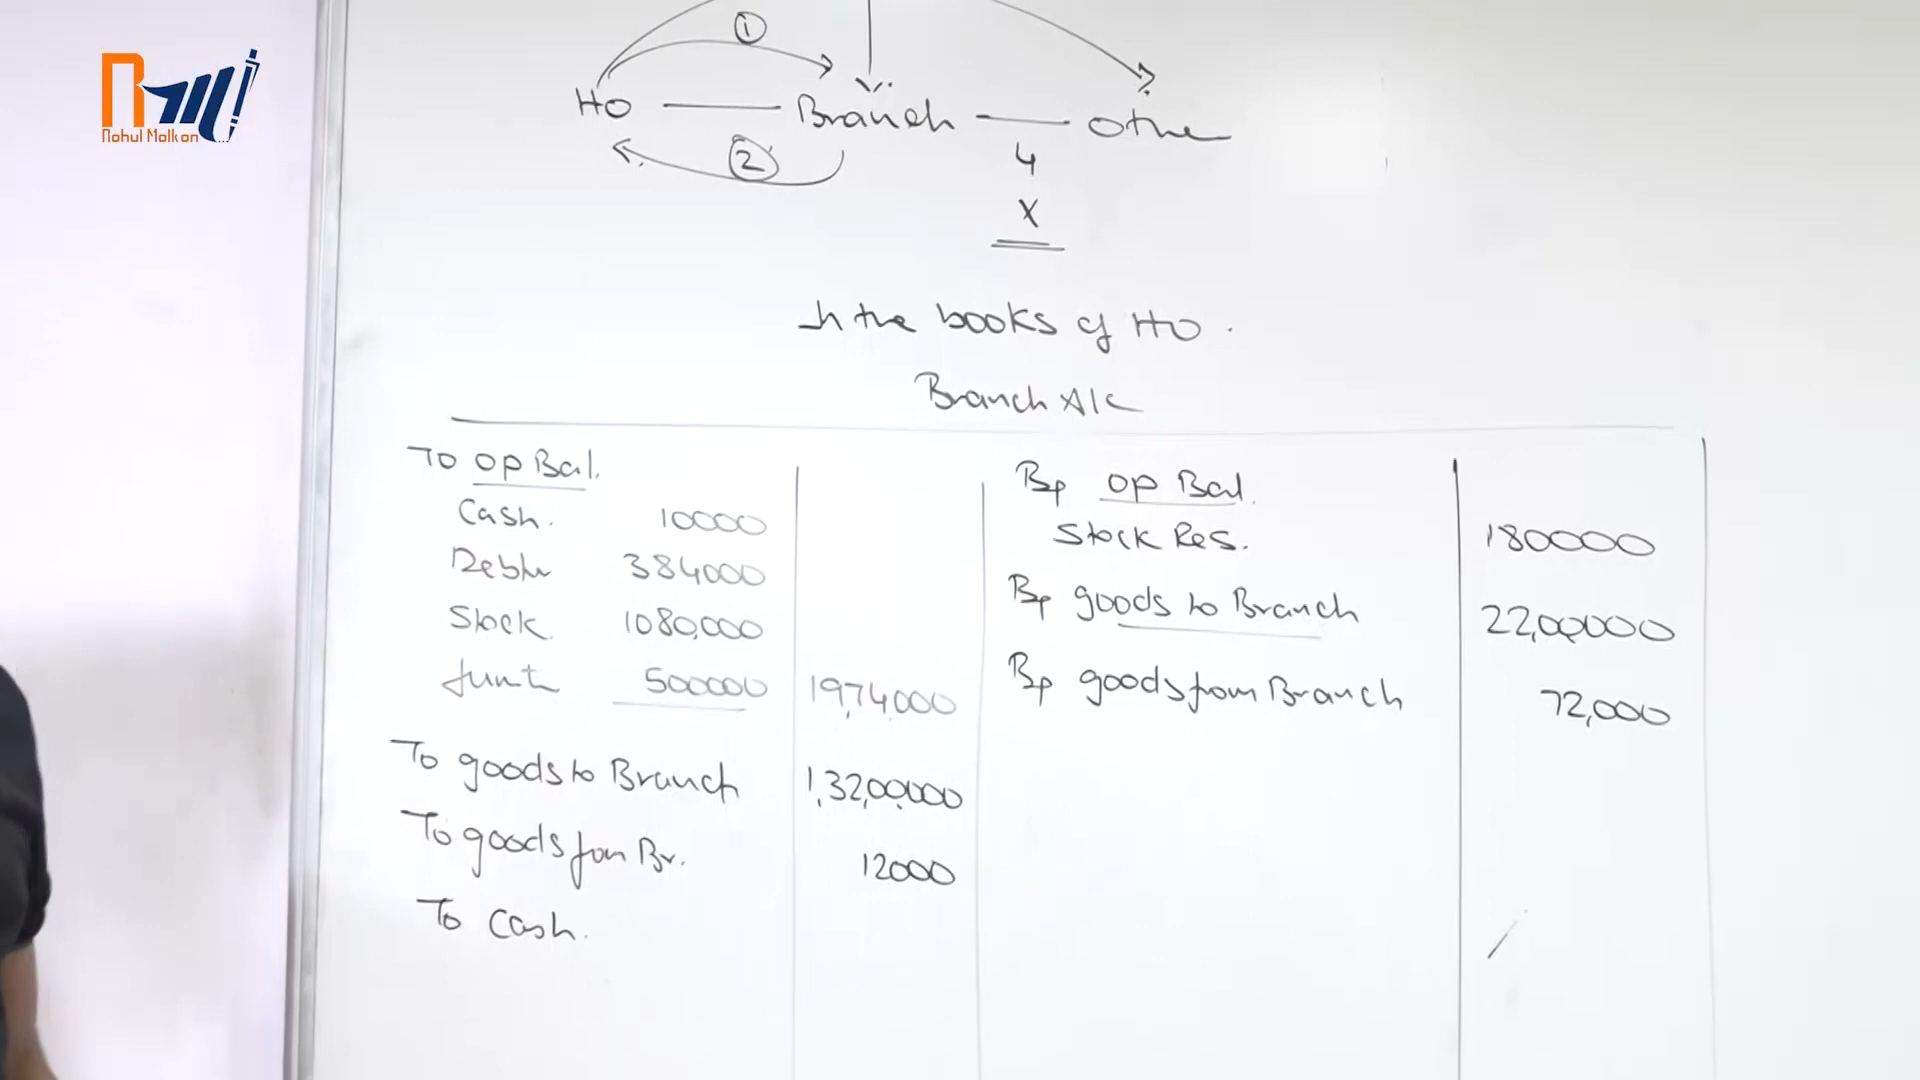 Rahul Malkan
1
HO Branch Other
2
4
X
In the books of HO.
Branch A/c
To op Bal.
Cash. 10000
Debtor 384000
Stock 1080,000
Furnit 500000 19,74,000
To goods to Branch 1,32,00,000
To goods from Br. 12000
To Cash.
By op Bal.
Stock Res. 180000
By goods to Branch 22,00,000
By goods from Branch 72,000